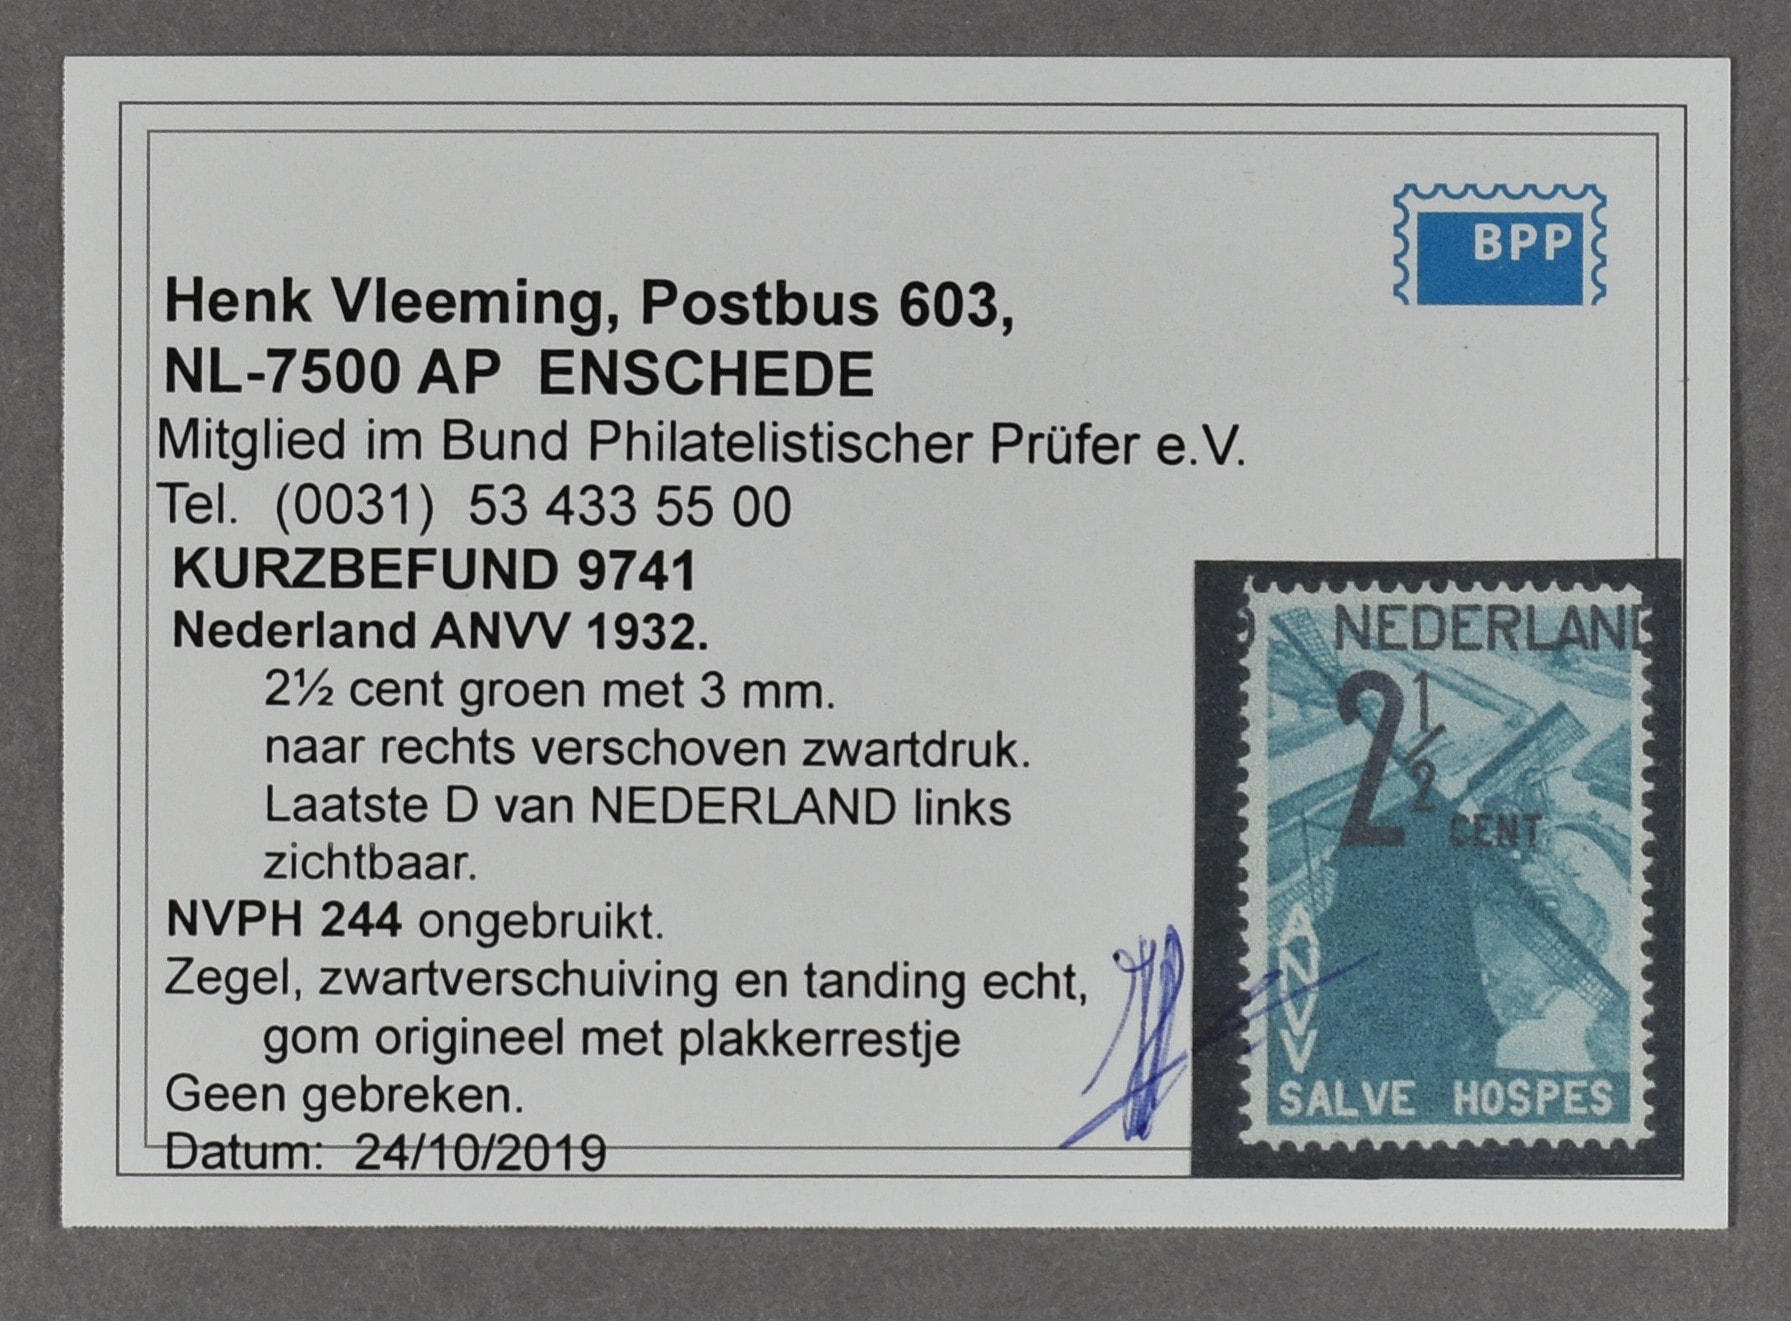 BPP
Henk Vleeming, Postbus 603,
NL-7500 AP ENSCHEDE
Mitglied im Bund Philatelistischer Prüfer e.V.
Tel. (0031) 53 433 55 00
KURZBEFUND 9741
Nederland ANVV 1932.
2½ cent groen met 3 mm.
naar rechts verschoven zwartdruk.
Laatste D van NEDERLAND links
zichtbaar.
NVPH 244 ongebruikt.
Zegel, zwartverschuiving en tanding echt,
gom origineel met plakkerrestje
Geen gebreken.
Datum: 24/10/2019
D NEDERLAND
2½
CENT
ANVV
SALVE HOSPES